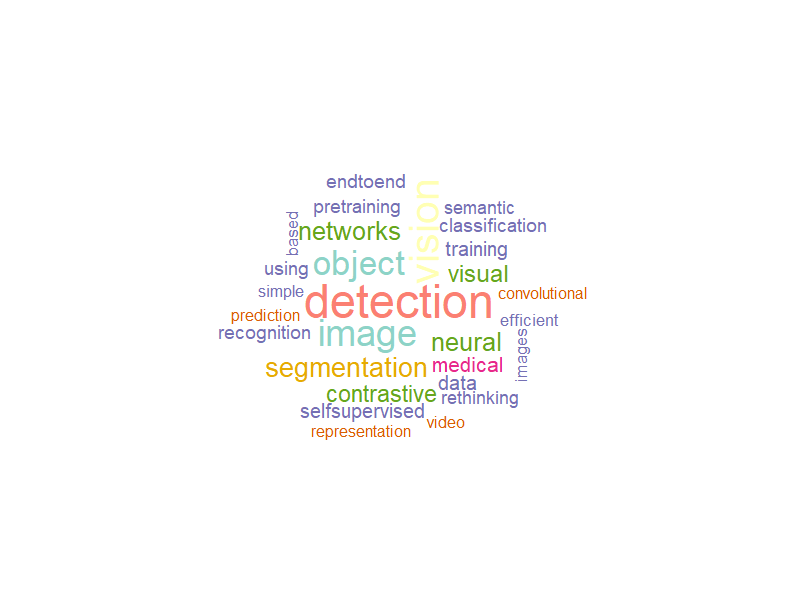 endtoend
pretraining
semantic
based
networks
vision
classification
object
training
using
visual
simple
detection
convolutional
prediction
image
efficient
recognition
neural
images
segmentation
medical
data
contrastive
rethinking
selfsupervised
video
representation